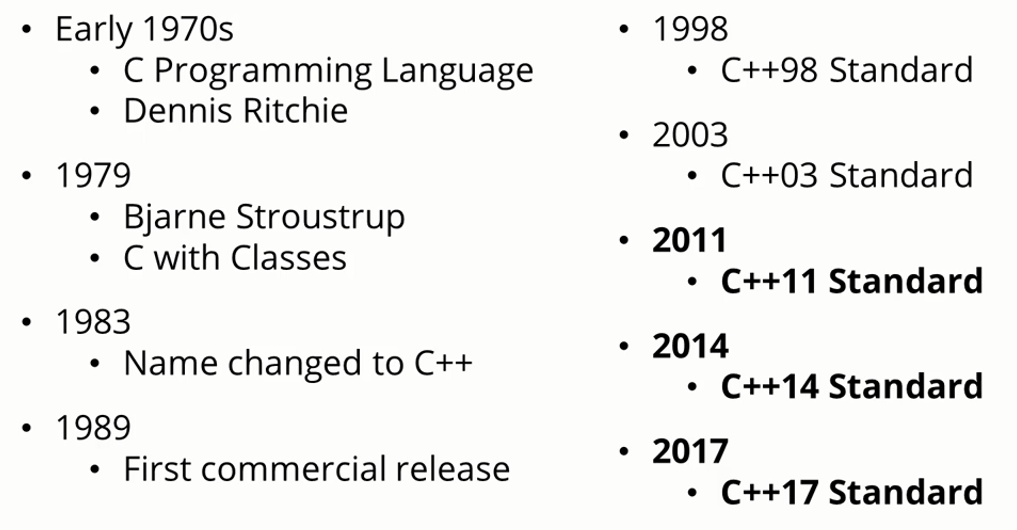 • Early 1970s
• C Programming Language
• Dennis Ritchie
• 1979
• Bjarne Stroustrup
• C with Classes
• 1983
• Name changed to C++
• 1989
• First commercial release
• 1998
• C++98 Standard
• 2003
• C++03 Standard
• 2011
• C++11 Standard
• 2014
• C++14 Standard
• 2017
• C++17 Standard